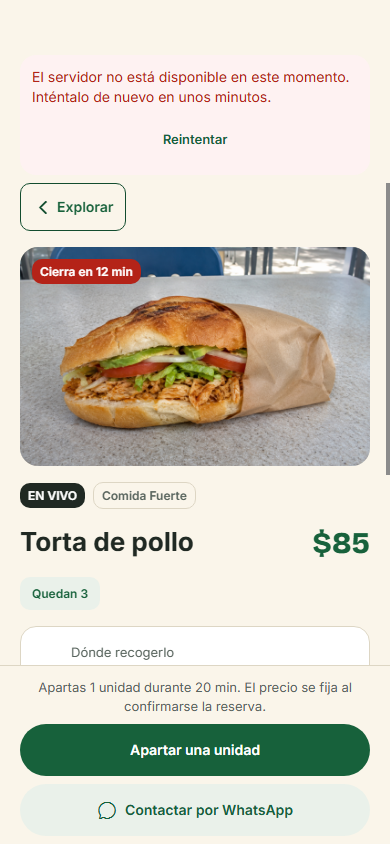 El servidor no está disponible en este momento.
Inténtalo de nuevo en unos minutos.
Reintentar
Explorar
Cierra en 12 min
EN VIVO
Comida Fuerte
Torta de pollo
$85
Quedan 3
Dónde recogerlo
Apartas 1 unidad durante 20 min. El precio se fija al
confirmarse la reserva.
Apartar una unidad
Contactar por WhatsApp